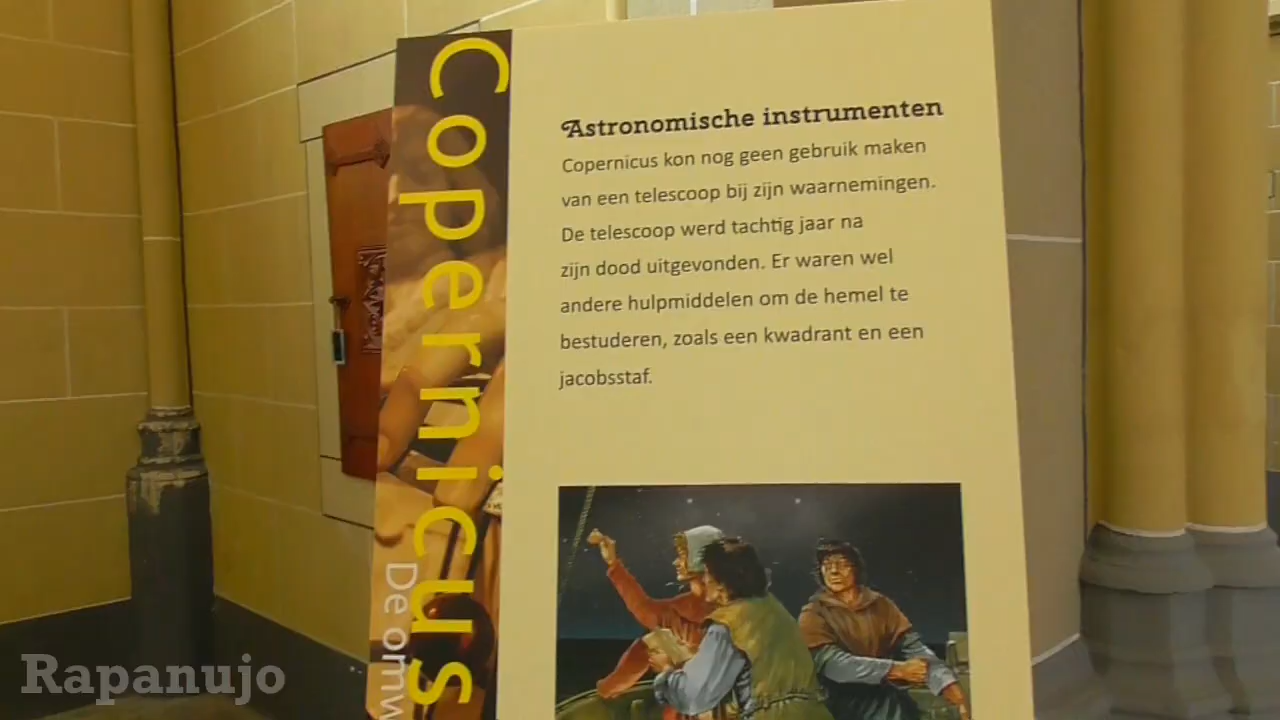 Copernicus
De omw
Astronomische instrumenten
Copernicus kon nog geen gebruik maken
van een telescoop bij zijn waarnemingen.
De telescoop werd tachtig jaar na
zijn dood uitgevonden. Er waren wel
andere hulpmiddelen om de hemel te
bestuderen, zoals een kwadrant en een
jacobsstaf.
Rapanujo